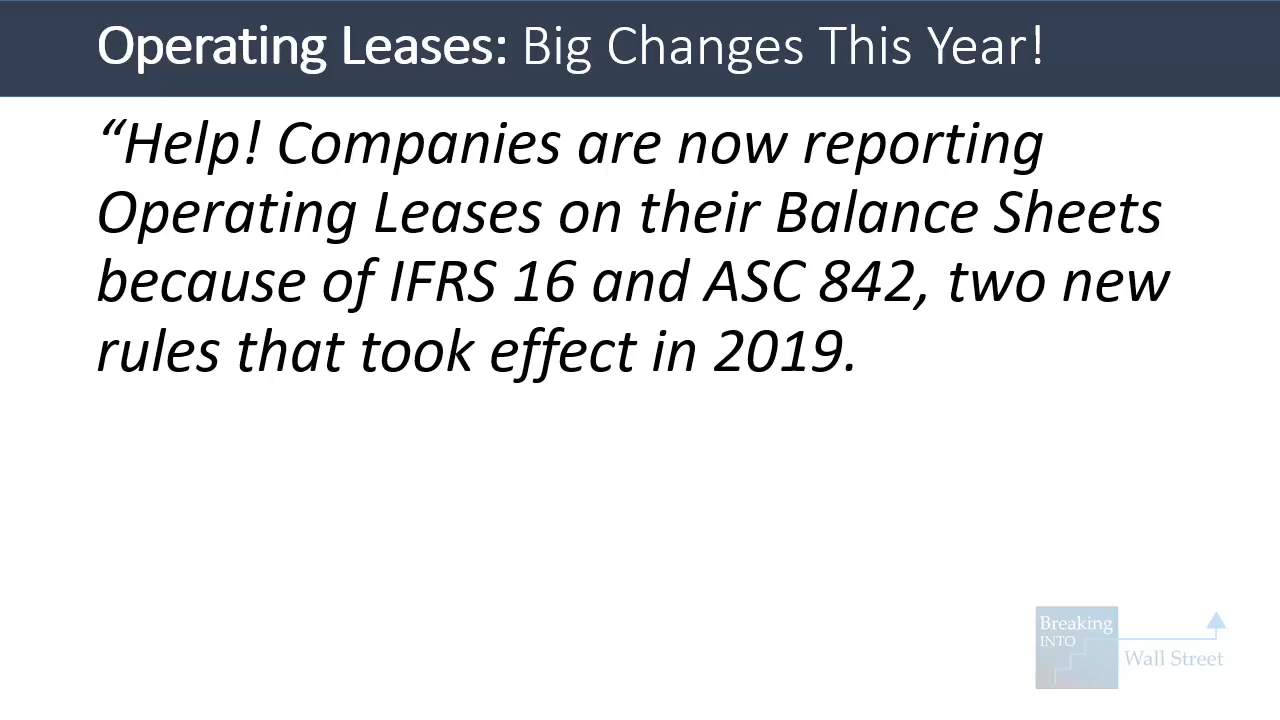 Operating Leases: Big Changes This Year!
“Help! Companies are now reporting
Operating Leases on their Balance Sheets
because of IFRS 16 and ASC 842, two new
rules that took effect in 2019.
Breaking
INTO
Wall Street